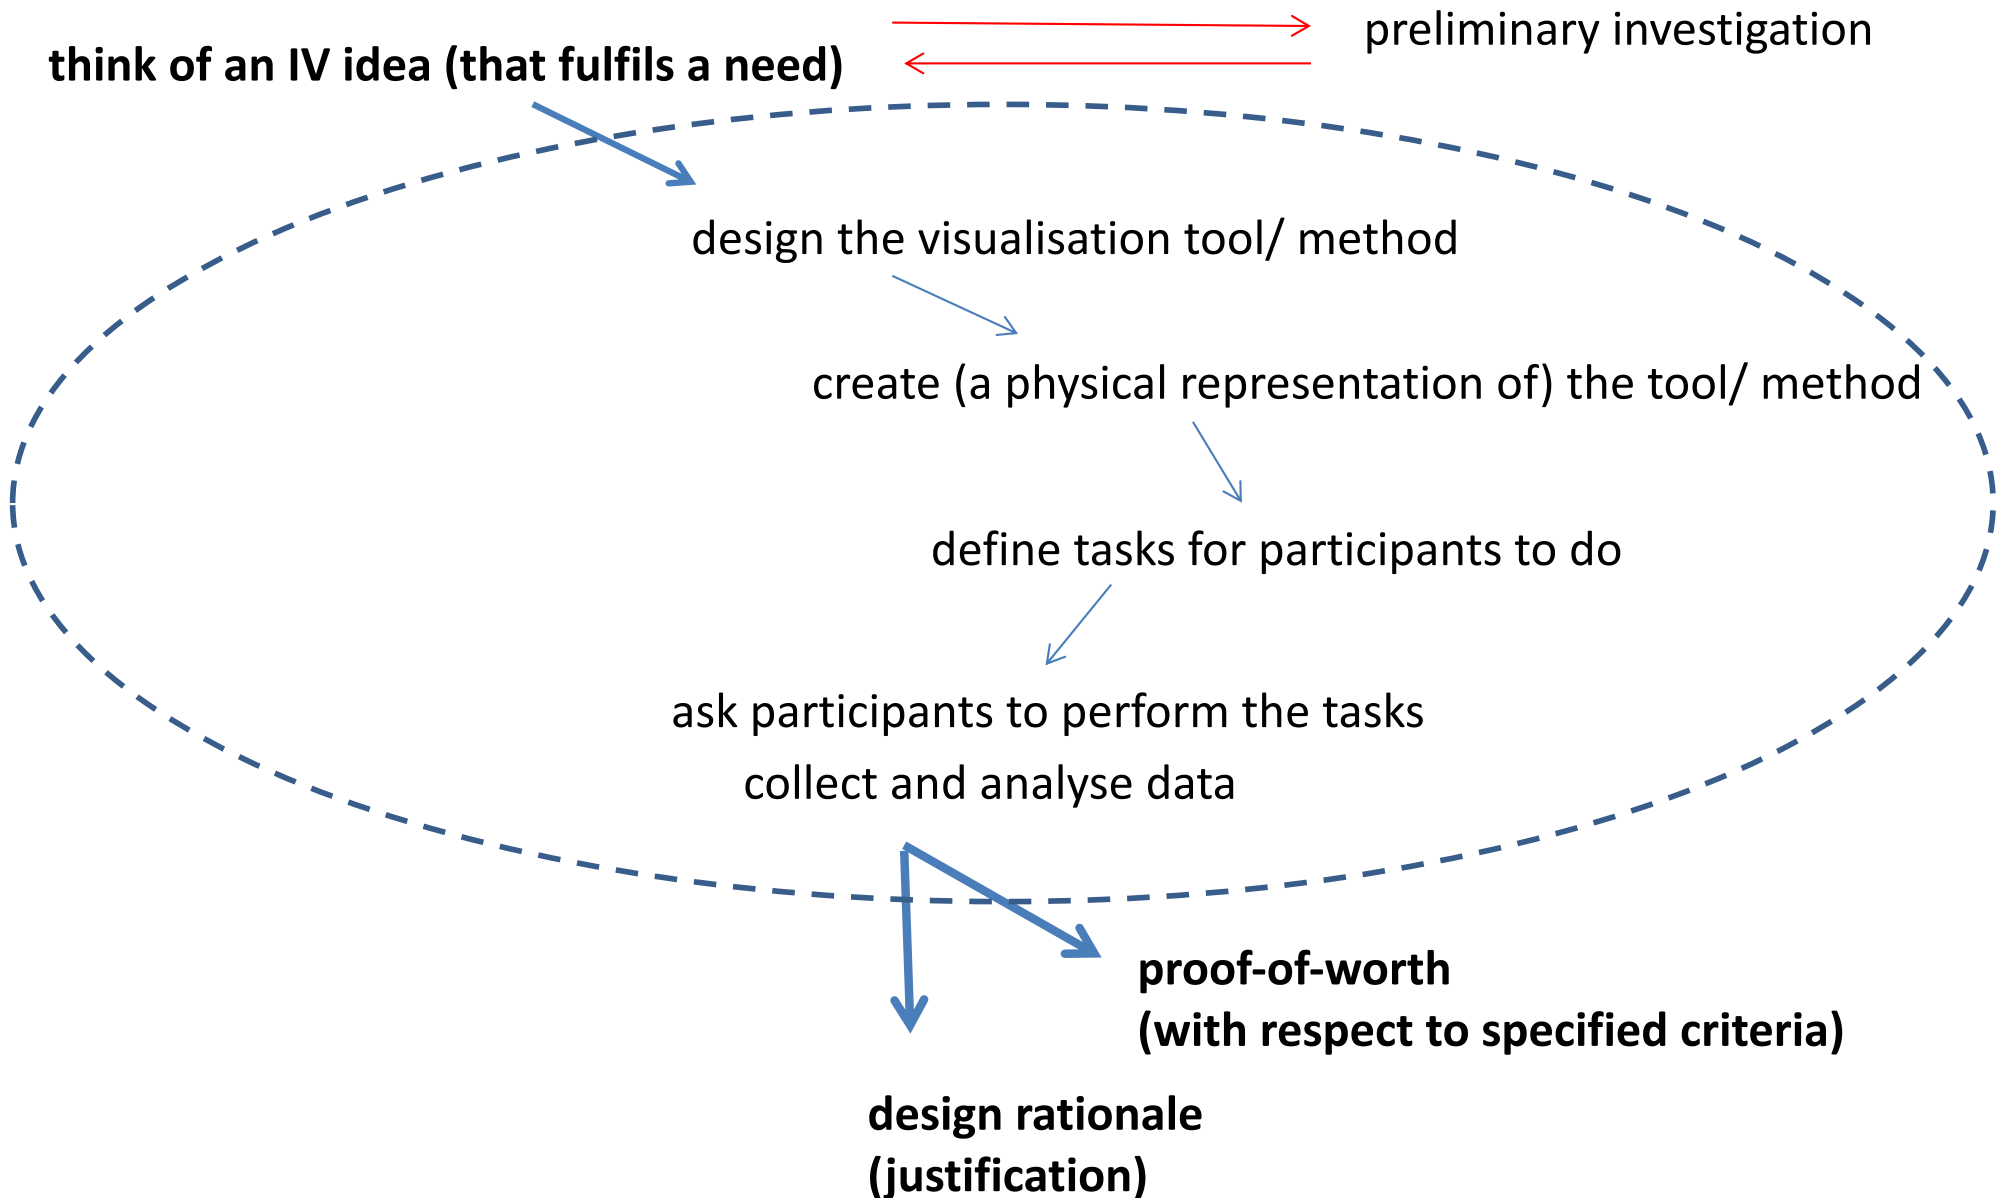 preliminary investigation
think of an IV idea (that fulfils a need)
design the visualisation tool/ method
create (a physical representation of) the tool/ method
define tasks for participants to do
ask participants to perform the tasks
collect and analyse data
proof-of-worth
(with respect to specified criteria)
design rationale
(justification)